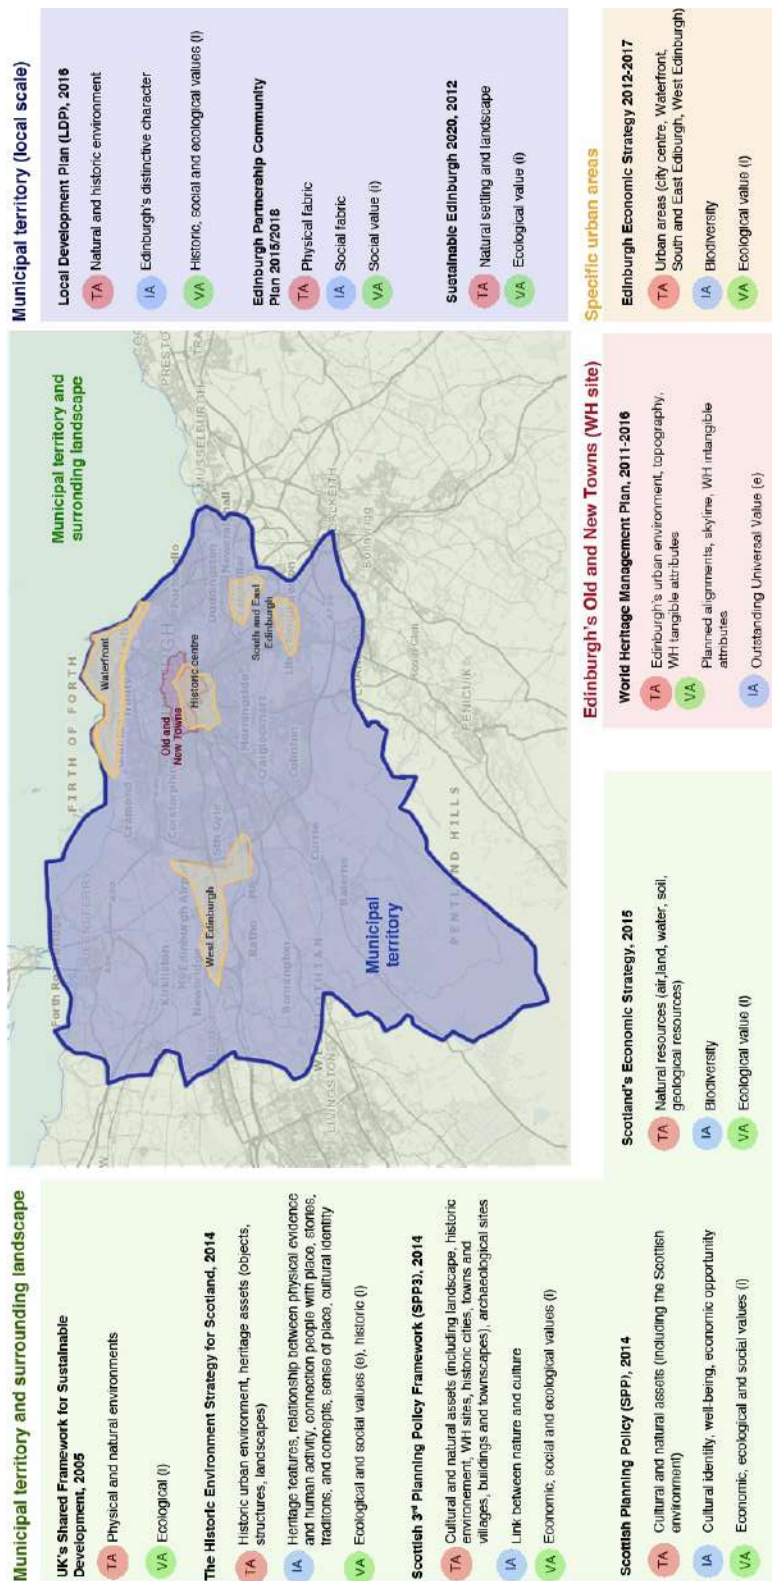 Municipal territory and surrounding landscape
UK's Shared Framework for Sustainable
Development, 2005
TA Physical and natural environments
VA Ecological (i)
The Historic Environment Strategy for Scotland, 2014
TA Historic urban environment, heritage assets (objects,
structures, landscapes)
IA Heritage features, relationship between physical evidence
and human activity, connection people with place, stories,
traditions, and concepts, sense of place, cultural identity
VA Ecological and social values (e), historic (i)
Scottish 3rd Planning Policy Framework (SPP3), 2014
TA Cultural and natural assets (including landscape, historic
environement, WH sites, historic cities, towns and
villages, buildings and townscapes), archaeological sites
IA Link between nature and culture
VA Economic, social and ecological values (i)
Scottish Planning Policy (SPP), 2014
TA Cultural and natural assets (including the Scottish
environment)
IA Cultural identity, well-being, economic opportunity
VA Economic, ecological and social values (i)
Scotland's Economic Strategy, 2015
TA Natural resources (air,land, water, soil,
geological resources)
IA Biodiversity
VA Ecological value (i)
Municipal territory and
surronding landscape
FIRTH OF FORTH
Waterfront
Old and
New Towns
Historic centre
South and East
Edinburgh
West Edinburgh
Municipal
territory
PENTLAND HILLS
PENICUIK
LIVINGSTON
MUSSELBURGH
Bonnyrigg
Kirkliston
Ratho
Bonnington
Currie
Balerno
Colinton
Morningside
Cramond
Edinburgh's Old and New Towns (WH site)
World Heritage Management Plan, 2011-2016
TA Edinburgh's urban environment, topography,
WH tangible attributes
VA Planned alignments, skyline, WH intangible
attributes
IA Outstanding Universal Value (e)
Municipal territory (local scale)
Local Development Plan (LDP), 2016
TA Natural and historic environment
IA Edinburgh's distinctive character
VA Historic, social and ecological values (i)
Edinburgh Partnership Community
Plan 2015/2018
TA Physical fabric
IA Social fabric
VA Social value (i)
Sustainable Edinburgh 2020, 2012
TA Natural setting and landscape
VA Ecological value (i)
Specific urban areas
Edinburgh Economic Strategy 2012-2017
TA Urban areas (city centre, Waterfront,
South and East Ediburgh, West Edinburgh)
IA Biodiversity
VA Ecological value (i)